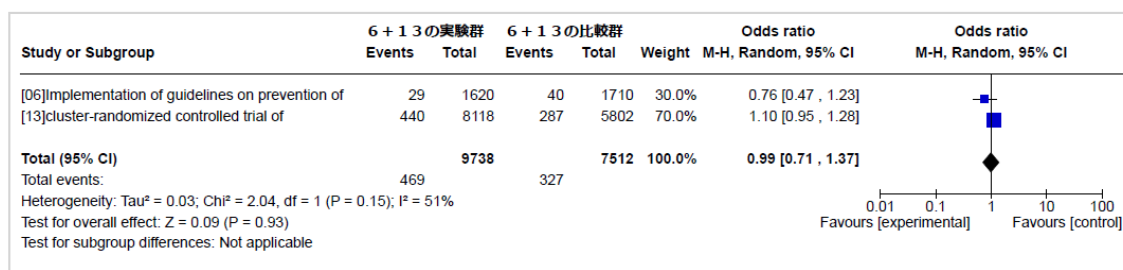 6+13の実験群 6+13の比較群 Odds ratio Odds ratio
Study or Subgroup Events Total Events Total Weight M-H, Random, 95% CI M-H, Random, 95% CI
[06]Implementation of guidelines on prevention of 29 1620 40 1710 30.0% 0.76 [0.47 , 1.23]
[13]cluster-randomized controlled trial of 440 8118 287 5802 70.0% 1.10 [0.95 , 1.28]
Total (95% CI) 9738 7512 100.0% 0.99 [0.71 , 1.37]
Total events: 469 327
Heterogeneity: Tau² = 0.03; Chi² = 2.04, df = 1 (P = 0.15); I² = 51%
0.01 0.1 1 10 100
Test for overall effect: Z = 0.09 (P = 0.93)
Favours [experimental] Favours [control]
Test for subgroup differences: Not applicable